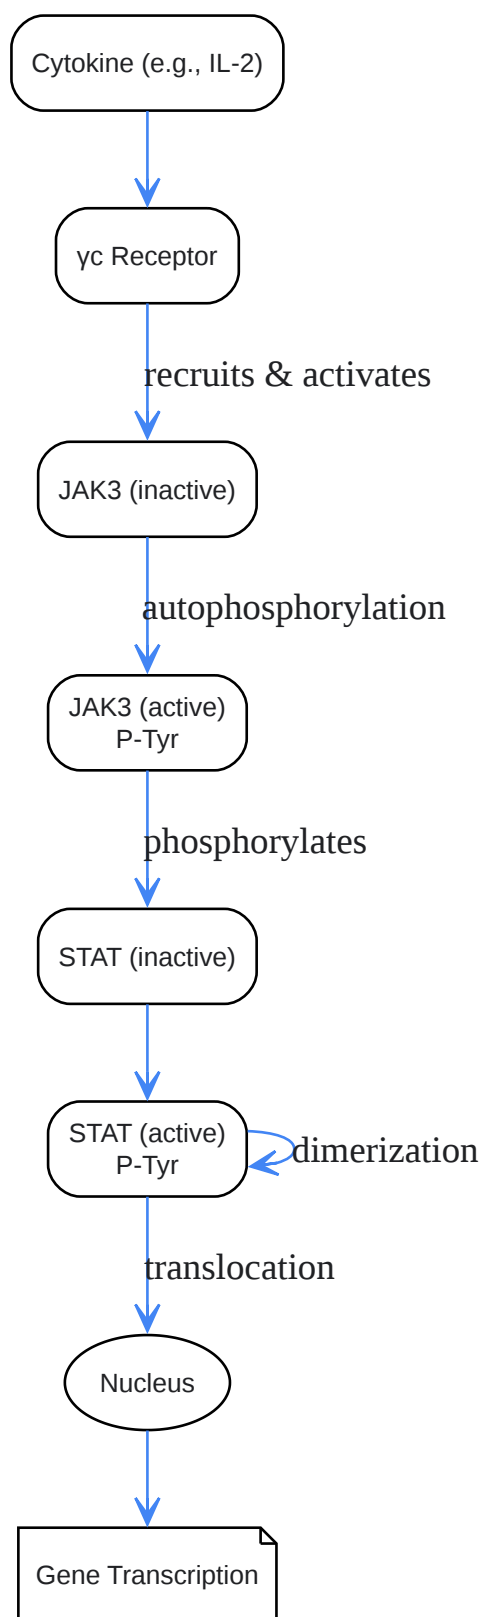 Cytokine (e.g., IL-2)
γc Receptor
recruits & activates
JAK3 (inactive)
autophosphorylation
JAK3 (active)
P-Tyr
phosphorylates
STAT (inactive)
STAT (active)
P-Tyr
dimerization
translocation
Nucleus
Gene Transcription